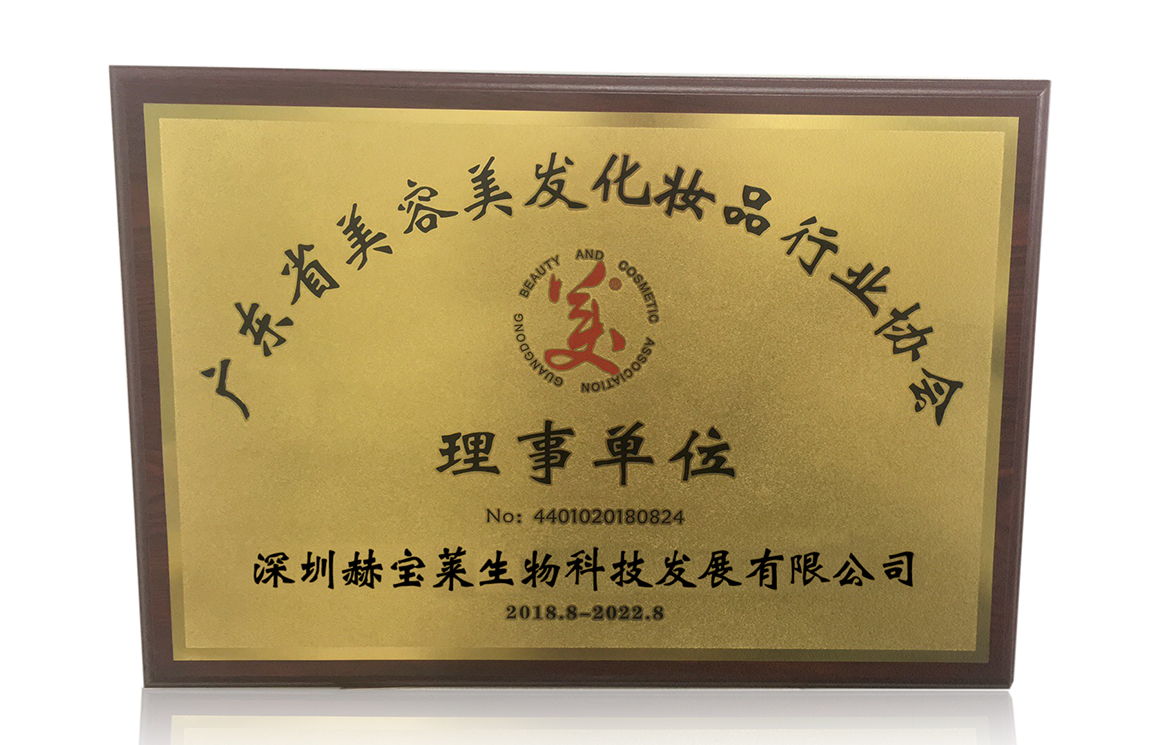 广东省美容美发化妆品行业协会
GUANGDONG BEAUTY AND COSMETIC ASSOCIATION
美
理事单位
No: 4401020180824
深圳赫宝莱生物科技发展有限公司
2018.8-2022.8